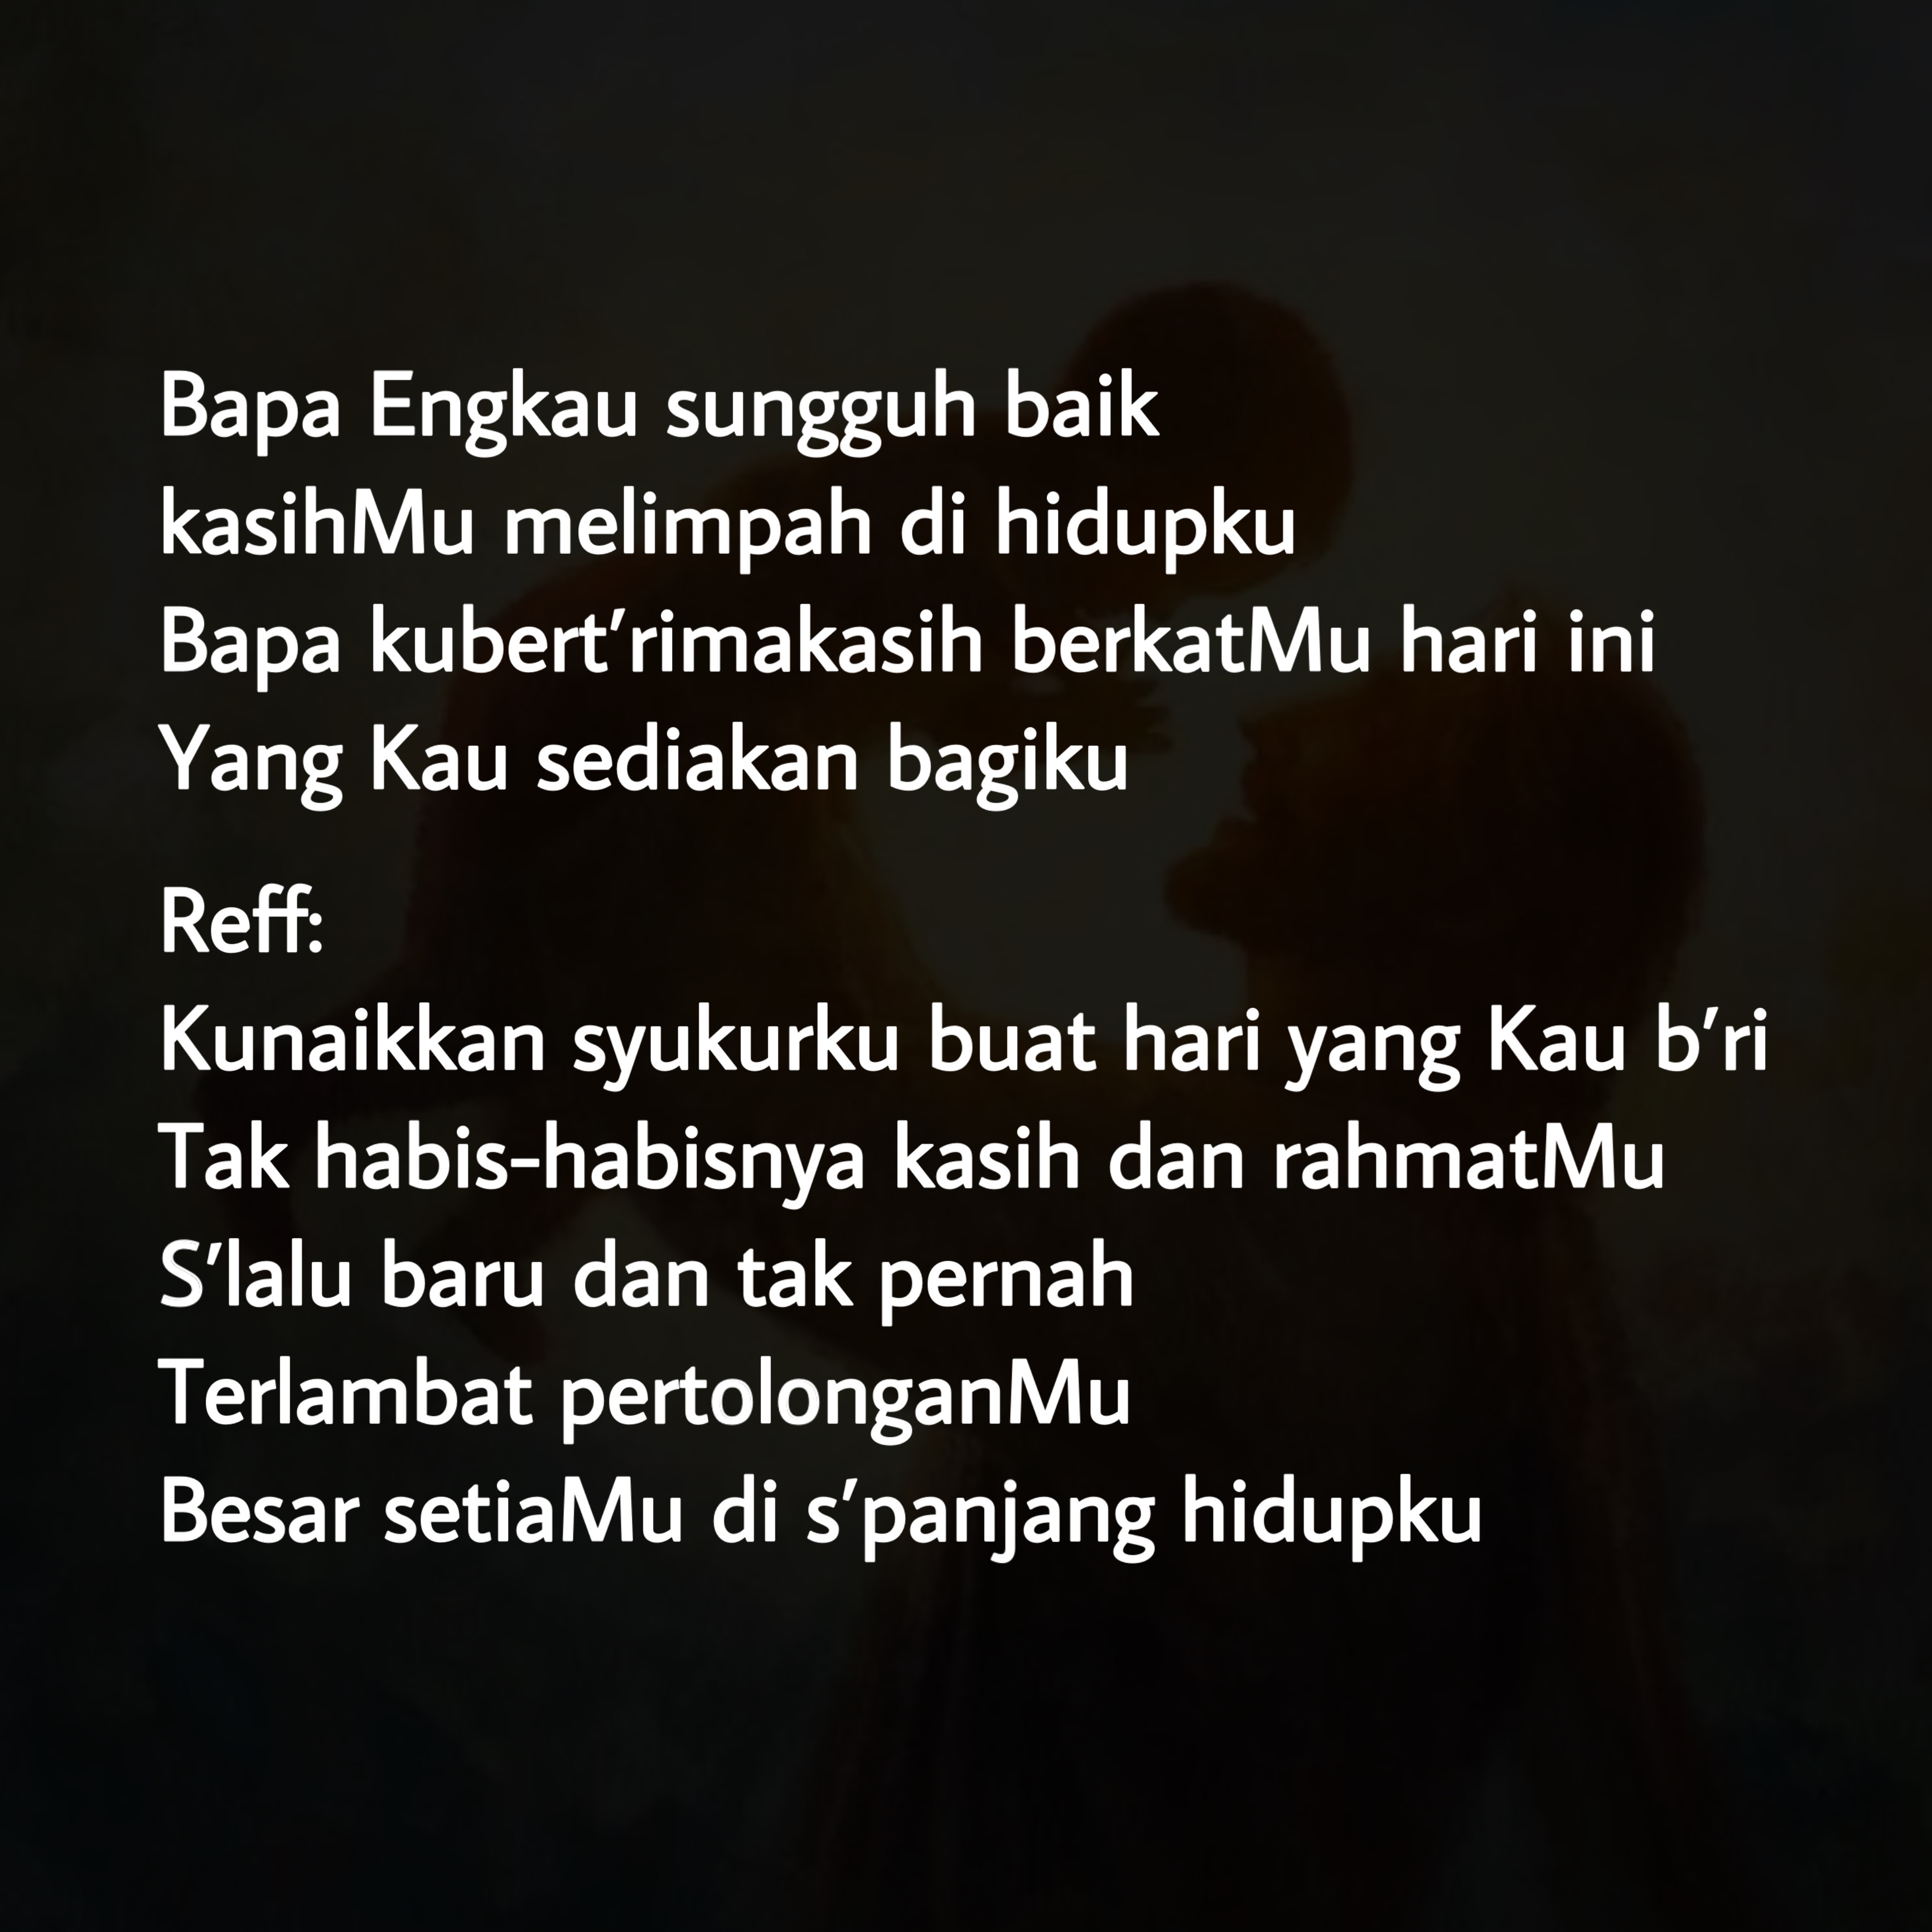 Bapa Engkau sungguh baik
kasihMu melimpah di hidupku
Bapa kubert'rimakasih berkatMu hari ini
Yang Kau sediakan bagiku
Reff:
Kunaikkan syukurku buat hari yang Kau b'ri
Tak habis-habisnya kasih dan rahmatMu
S'lalu baru dan tak pernah
Terlambat pertolonganMu
Besar setiaMu di s'panjang hidupku